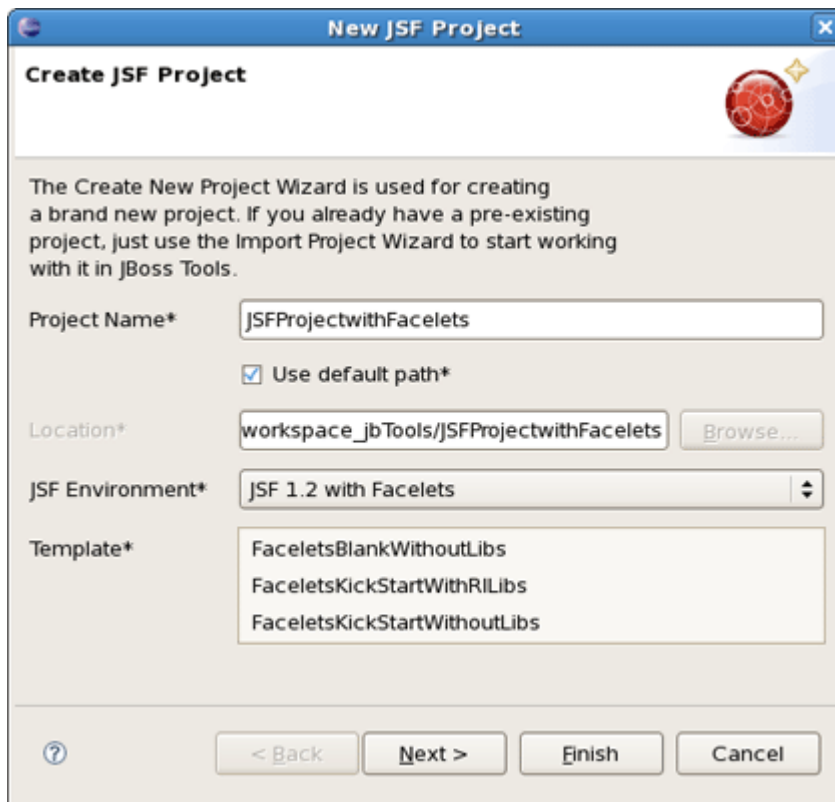 New JSF Project
Create JSF Project
The Create New Project Wizard is used for creating
a brand new project. If you already have a pre-existing
project, just use the Import Project Wizard to start working
with it in JBoss Tools.
Project Name* JSFProjectwithFacelets
Use default path*
Location* workspace_jbTools/JSFProjectwithFacelets Browse...
JSF Environment* JSF 1.2 with Facelets
Template* FaceletsBlankWithoutLibs
FaceletsKickStartWithRILibs
FaceletsKickStartWithoutLibs
? < Back Next > Finish Cancel